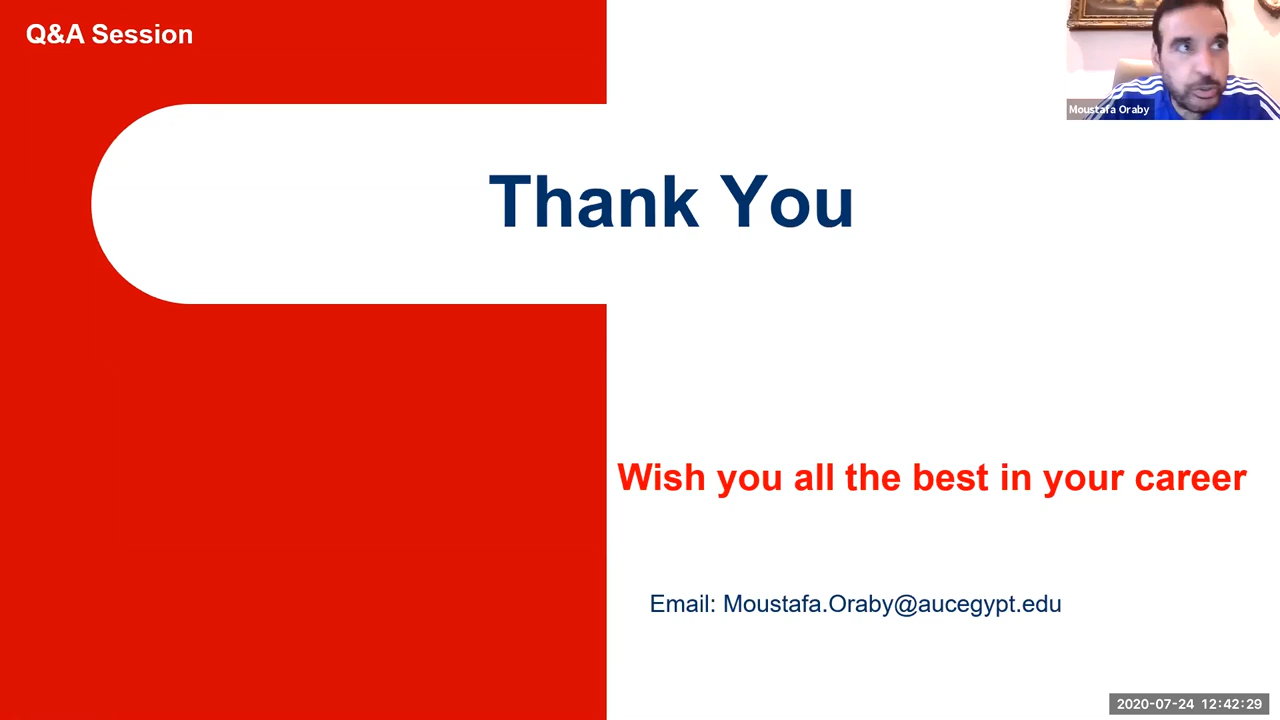 Q&A Session
Moustafa Oraby
Thank You
Wish you all the best in your career
Email: Moustafa.Oraby@aucegypt.edu
2020-07-24 12:42:29